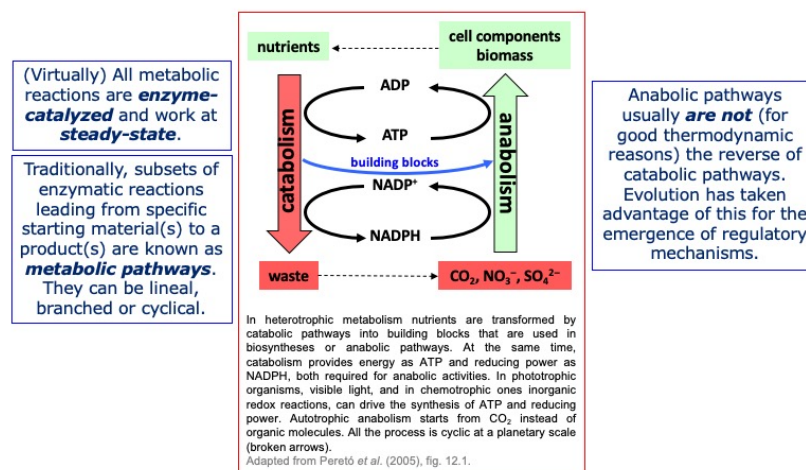 (Virtually) All metabolic
reactions are enzyme-
catalyzed and work at
steady-state.
Traditionally, subsets of
enzymatic reactions
leading from specific
starting material(s) to a
product(s) are known as
metabolic pathways.
They can be lineal,
branched or cyclical.
nutrients
cell components
biomass
catabolism
anabolism
ADP
ATP
building blocks
NADP⁺
NADPH
waste
CO₂, NO₃⁻, SO₄²⁻
In heterotrophic metabolism nutrients are transformed by
catabolic pathways into building blocks that are used in
biosyntheses or anabolic pathways. At the same time,
catabolism provides energy as ATP and reducing power as
NADPH, both required for anabolic activities. In phototrophic
organisms, visible light, and in chemotrophic ones inorganic
redox reactions, can drive the synthesis of ATP and reducing
power. Autotrophic anabolism starts from CO₂ instead of
organic molecules. All the process is cyclic at a planetary scale
(broken arrows).
Adapted from Peretó et al. (2005), fig. 12.1.
Anabolic pathways
usually are not (for
good thermodynamic
reasons) the reverse of
catabolic pathways.
Evolution has taken
advantage of this for the
emergence of regulatory
mechanisms.